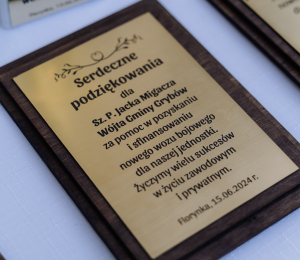 Serdeczne
podziękowania
dla
Sz. P. Jacka Migacza
Wójta Gminy Grybów
za pomoc w pozyskaniu
i sfinansowaniu
nowego wozu bojowego
dla naszej jednostki.
Życzymy wielu sukcesów
w życiu zawodowym
i prywatnym.
Florynka, 15.06.2024 r.